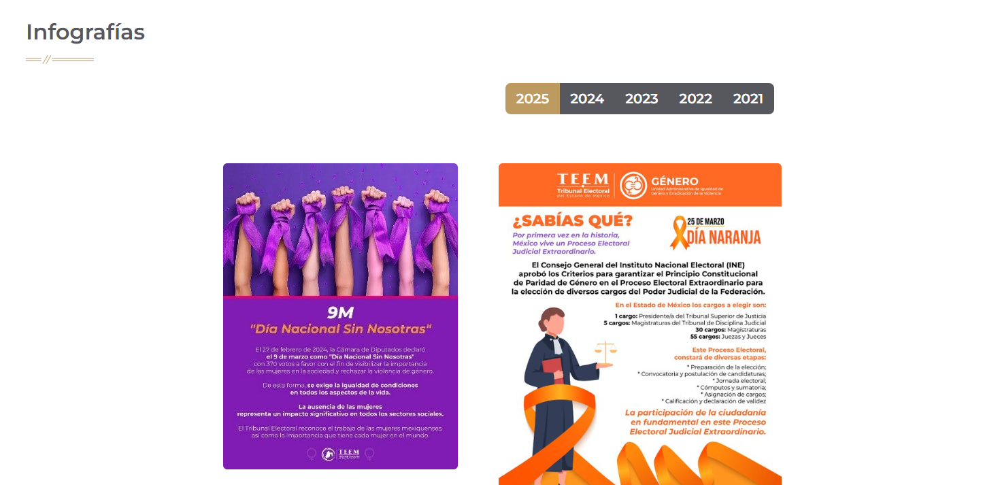 Infografías
2025 2024 2023 2022 2021
9M
"Día Nacional Sin Nosotras"
El 27 de febrero de 2024, la Cámara de Diputados declaró
el 9 de marzo como "Día Nacional Sin Nosotras"
con 370 votos a favor con el fin de visibilizar la importancia
de las mujeres en la sociedad y rechazar la violencia de género.
De esta forma, se exige la igualdad de condiciones
en todos los aspectos de la vida.
La ausencia de las mujeres
representa un impacto significativo en todos los sectores sociales.
El Tribunal Electoral reconoce el trabajo de las mujeres mexiquenses,
así como la importancia que tiene cada mujer en el mundo.
TEEM
Tribunal Electoral
TEEM
Tribunal Electoral
del Estado de México
GÉNERO
Unidad Administrativa de Igualdad de
Género y Erradicación de la Violencia
¿SABÍAS QUÉ?
Por primera vez en la historia,
México vive un Proceso Electoral
Judicial Extraordinario.
25 DE MARZO
DÍA NARANJA
El Consejo General del Instituto Nacional Electoral (INE)
aprobó los Criterios para garantizar el Principio Constitucional
de Paridad de Género en el Proceso Electoral Extraordinario para
la elección de diversos cargos del Poder Judicial de la Federación.
En el Estado de México los cargos a elegir son:
1 cargo: Presidente/a del Tribunal Superior de Justicia
5 cargos: Magistraturas del Tribunal de Disciplina Judicial
30 cargos: Magistraturas
55 cargos: Juezas y Jueces
Este Proceso Electoral,
constará de diversas etapas:
* Preparación de la elección;
* Convocatoria y postulación de candidaturas;
* Jornada electoral;
* Cómputos y sumatoria;
* Asignación de cargos;
* Calificación y declaración de validez
La participación de la ciudadanía
en fundamental en este Proceso
Electoral Judicial Extraordinario.